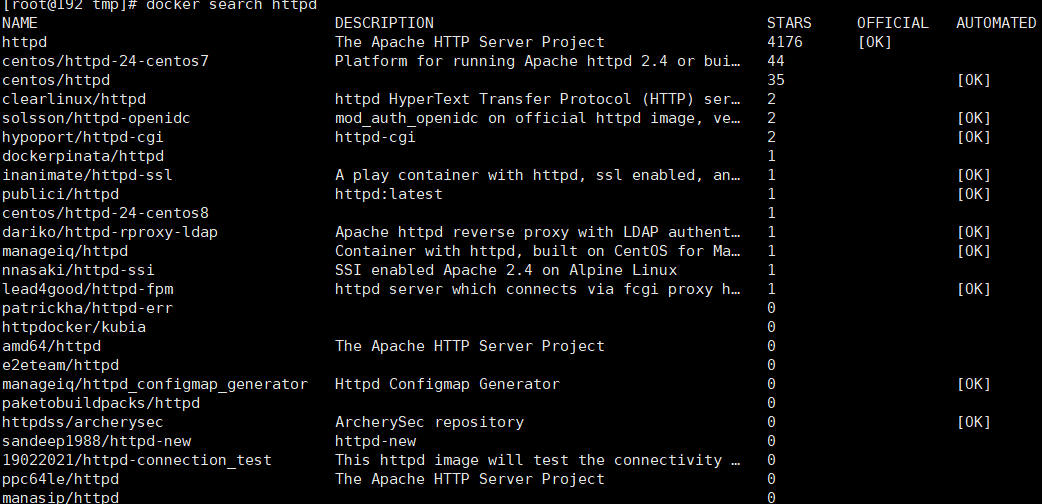 [root@192 tmp]# docker search httpd
NAME DESCRIPTION STARS OFFICIAL AUTOMATED
httpd The Apache HTTP Server Project 4176 [OK]
centos/httpd-24-centos7 Platform for running Apache httpd 2.4 or bui… 44
centos/httpd 35 [OK]
clearlinux/httpd httpd HyperText Transfer Protocol (HTTP) ser… 2
solsson/httpd-openidc mod_auth_openidc on official httpd image, ve… 2 [OK]
hypoport/httpd-cgi httpd-cgi 2 [OK]
dockerpinata/httpd 1
inanimate/httpd-ssl A play container with httpd, ssl enabled, an… 1 [OK]
publici/httpd httpd:latest 1 [OK]
centos/httpd-24-centos8 1
dariko/httpd-rproxy-ldap Apache httpd reverse proxy with LDAP authent… 1 [OK]
manageiq/httpd Container with httpd, built on CentOS for Ma… 1 [OK]
nnasaki/httpd-ssi SSI enabled Apache 2.4 on Alpine Linux 1
lead4good/httpd-fpm httpd server which connects via fcgi proxy h… 1 [OK]
patrickha/httpd-err 0
httpdocker/kubia 0
amd64/httpd The Apache HTTP Server Project 0
e2eteam/httpd 0
manageiq/httpd_configmap_generator Httpd Configmap Generator 0 [OK]
paketobuildpacks/httpd 0
httpdss/archerysec ArcherySec repository 0 [OK]
sandeep1988/httpd-new httpd-new 0
19022021/httpd-connection_test This httpd image will test the connectivity … 0
ppc64le/httpd The Apache HTTP Server Project 0
manasip/httpd 0